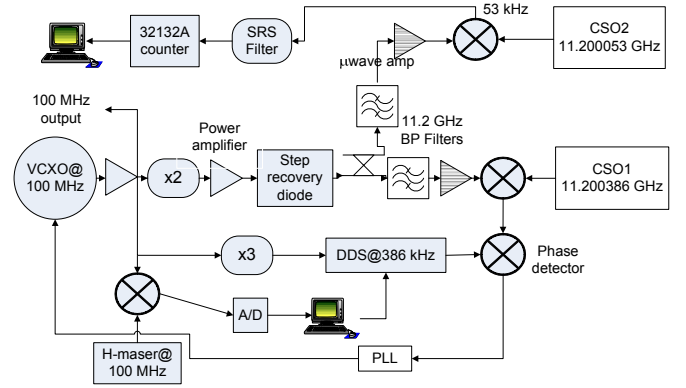 53 kHz
32132A
counter
SRS
Filter
CSO2
11.200053 GHz
μwave amp
100 MHz
output
Power
amplifier
11.2 GHz
BP Filters
VCXO@
100 MHz
x2
Step
recovery
diode
CSO1
11.200386 GHz
x3
DDS@386 kHz
Phase
detector
A/D
H-maser@
100 MHz
PLL